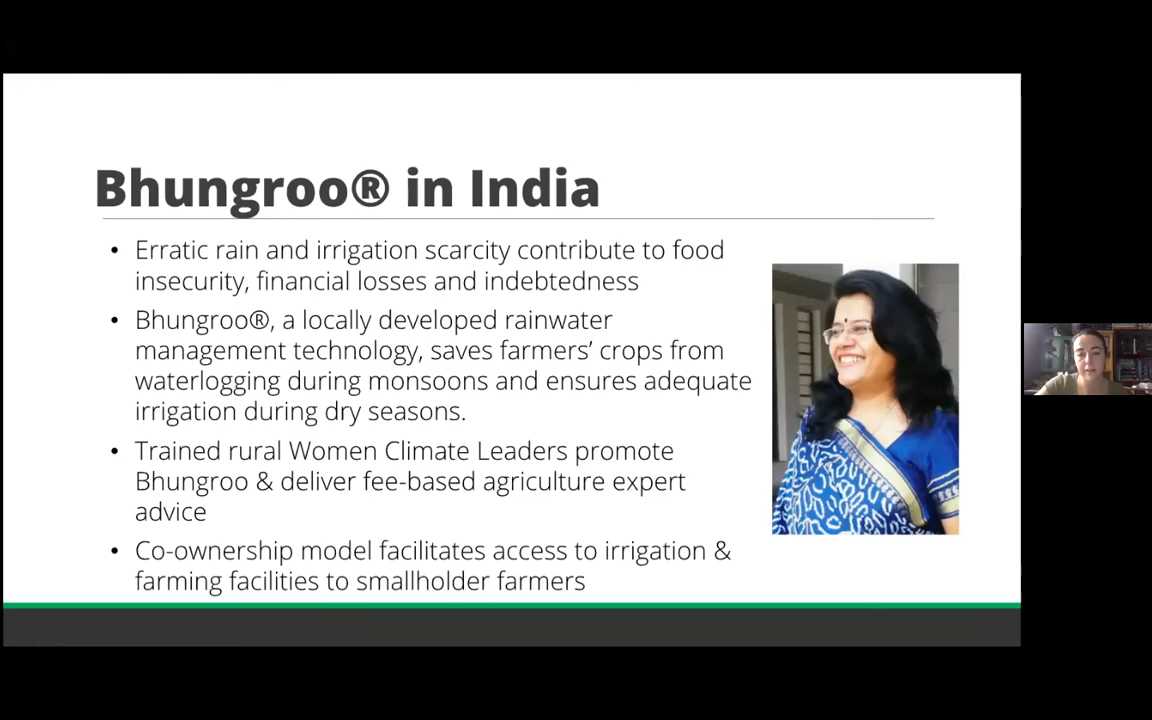 Bhungroo® in India
• Erratic rain and irrigation scarcity contribute to food
insecurity, financial losses and indebtedness
• Bhungroo®, a locally developed rainwater
management technology, saves farmers’ crops from
waterlogging during monsoons and ensures adequate
irrigation during dry seasons.
• Trained rural Women Climate Leaders promote
Bhungroo & deliver fee-based agriculture expert
advice
• Co-ownership model facilitates access to irrigation &
farming facilities to smallholder farmers